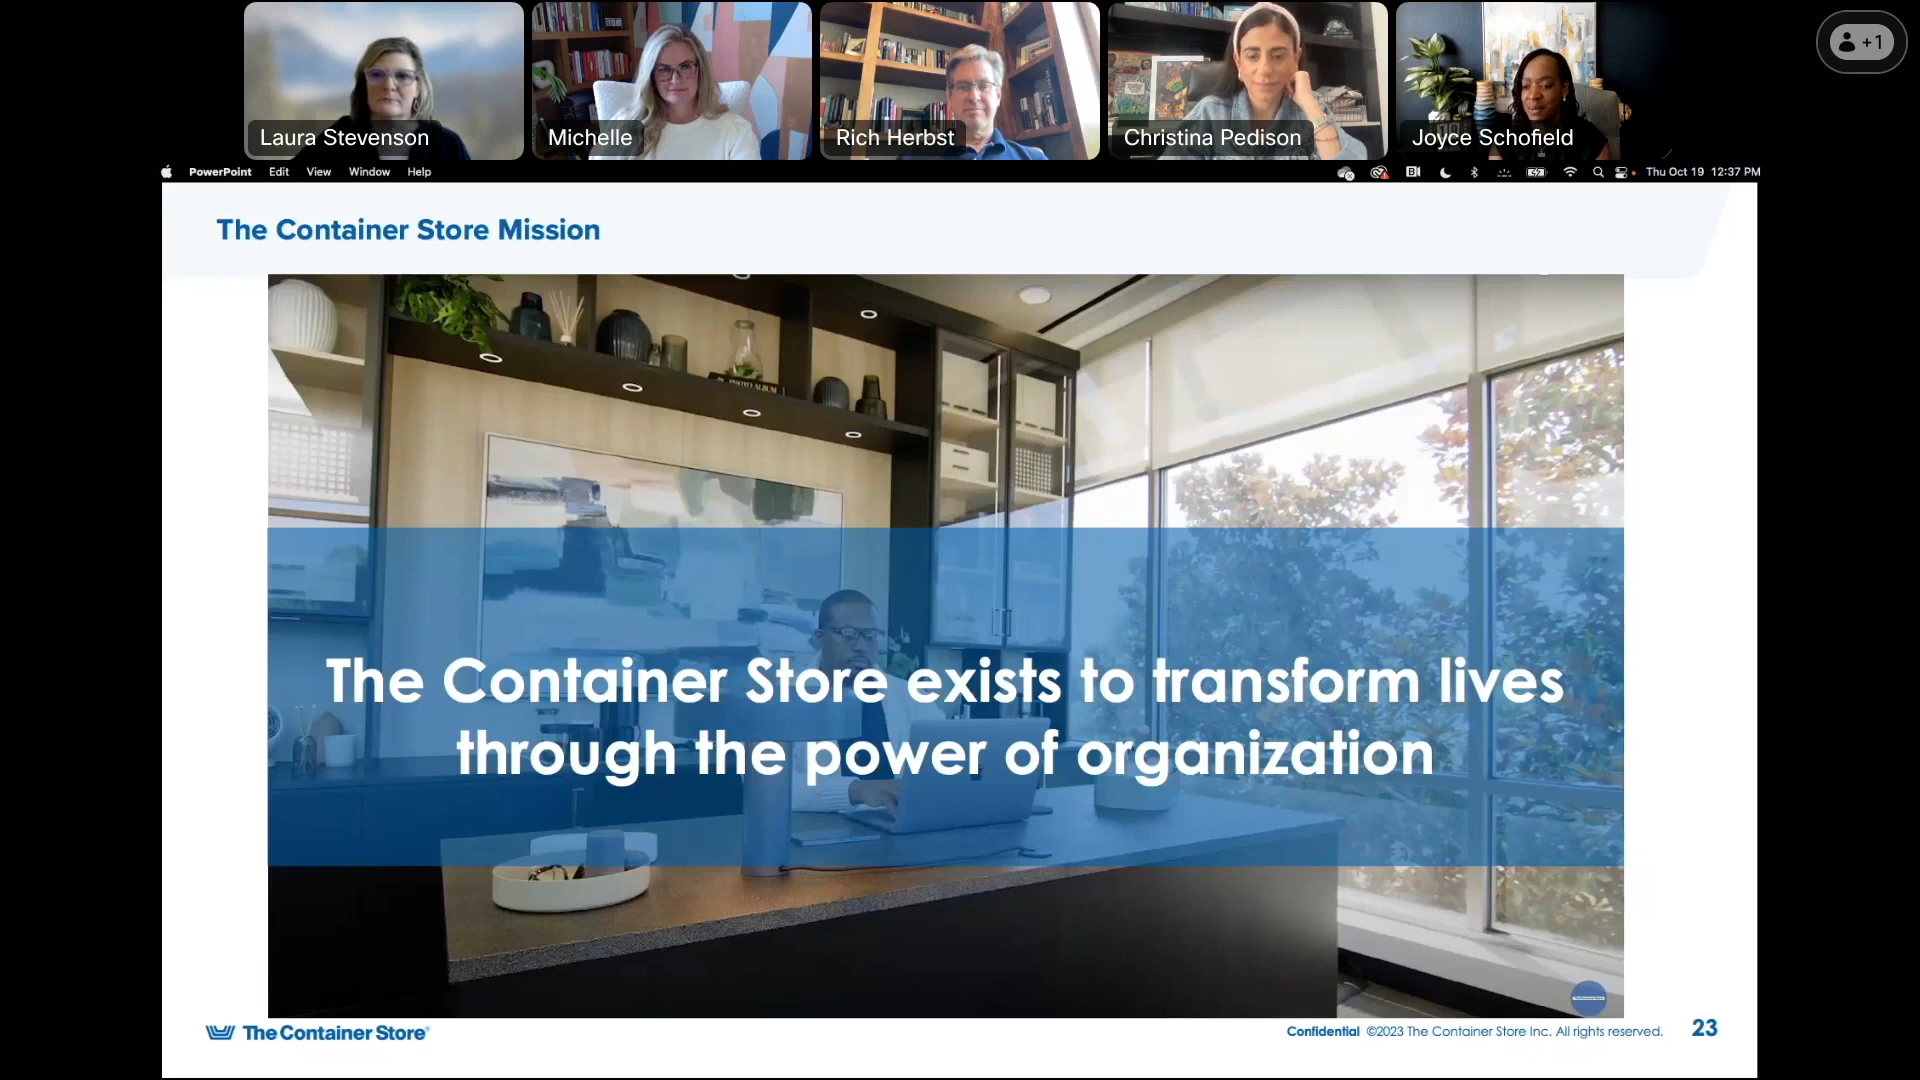 Laura Stevenson
Michelle
Rich Herbst
Christina Pedison
Joyce Schofield
+1
PowerPoint Edit View Window Help
Thu Oct 19 12:37 PM
The Container Store Mission
PHOTO ALBUM
The Container Store exists to transform lives
through the power of organization
The Container Store®
Confidential ©2023 The Container Store Inc. All rights reserved. 23